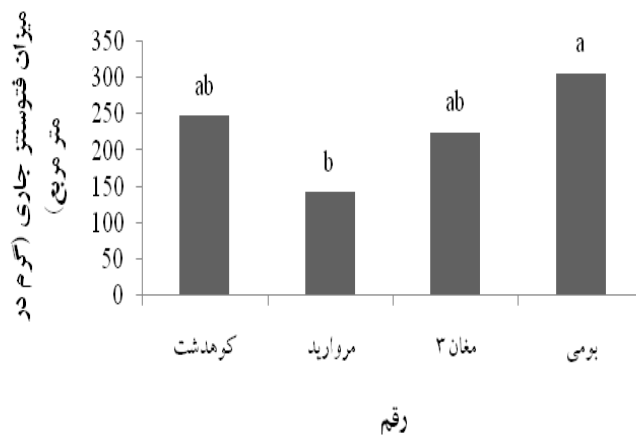 میزان فتوسنتز جاری (گرم در
متر مربع)
350
300
250
200
150
100
50
0
ab
b
ab
a
کوهدشت
مروارید
مغان ۳
بومی
رقم